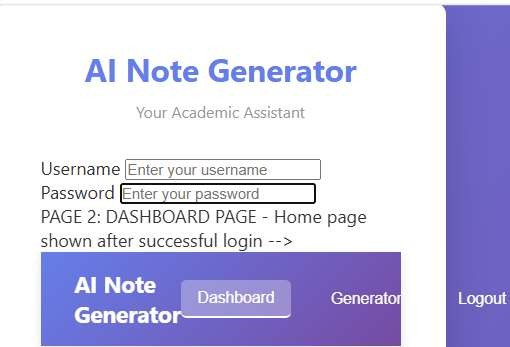 AI Note Generator
Your Academic Assistant
Username Enter your username
Password Enter your password
PAGE 2: DASHBOARD PAGE - Home page
shown after successful login -->
AI Note
Generator
Dashboard Generator Logout